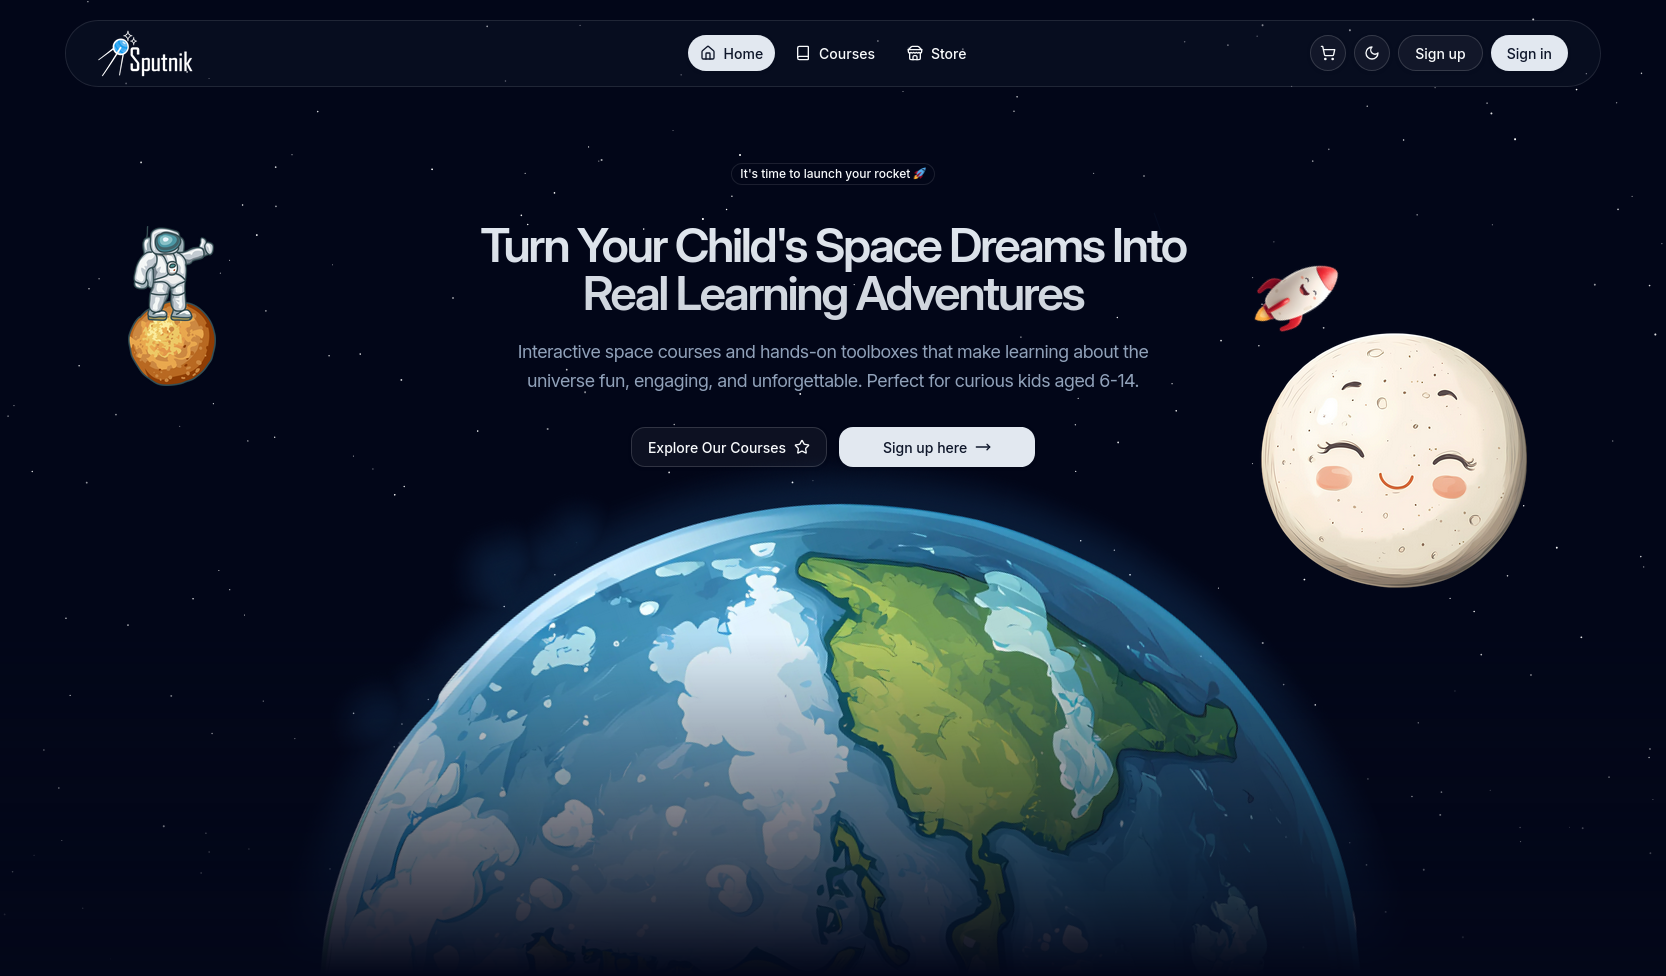 Sputnik
Home
Courses
Store
Sign up
Sign in
It's time to launch your rocket 🚀
Turn Your Child's Space Dreams Into
Real Learning Adventures
Interactive space courses and hands-on toolboxes that make learning about the
universe fun, engaging, and unforgettable. Perfect for curious kids aged 6-14.
Explore Our Courses
Sign up here